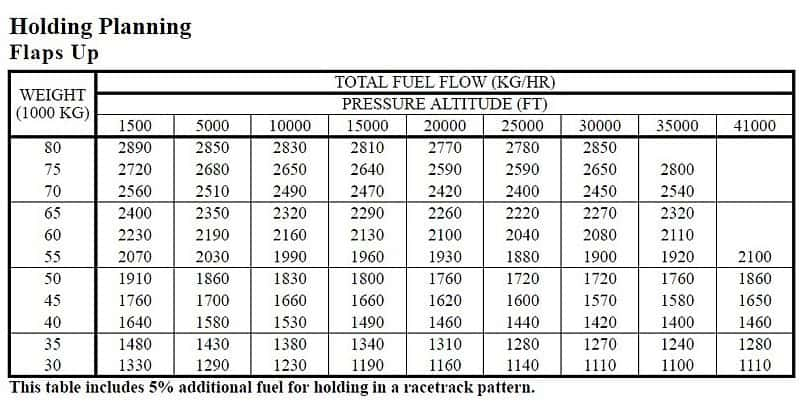 Holding Planning
Flaps Up
WEIGHT (1000 KG) TOTAL FUEL FLOW (KG/HR)
PRESSURE ALTITUDE (FT)
1500 5000 10000 15000 20000 25000 30000 35000 41000
80 2890 2850 2830 2810 2770 2780 2850
75 2720 2680 2650 2640 2590 2590 2650 2800
70 2560 2510 2490 2470 2420 2400 2450 2540
65 2400 2350 2320 2290 2260 2220 2270 2320
60 2230 2190 2160 2130 2100 2040 2080 2110
55 2070 2030 1990 1960 1930 1880 1900 1920 2100
50 1910 1860 1830 1800 1760 1720 1720 1760 1860
45 1760 1700 1660 1660 1620 1600 1570 1580 1650
40 1640 1580 1530 1490 1460 1440 1420 1400 1460
35 1480 1430 1380 1340 1310 1280 1270 1240 1280
30 1330 1290 1230 1190 1160 1140 1110 1100 1110
This table includes 5% additional fuel for holding in a racetrack pattern.